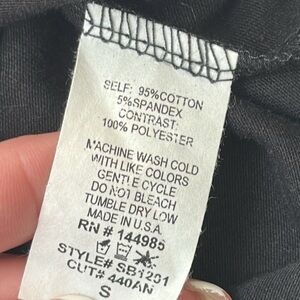 SELF: 95%COTTON
5%SPANDEX
CONTRAST:
100% POLYESTER
MACHINE WASH COLD
WITH LIKE COLORS
GENTLE CYCLE
DO NOT BLEACH
TUMBLE DRY LOW
MADE IN U.S.A.
RN # 144985
STYLE# SB1201
CUT# 440AN
S